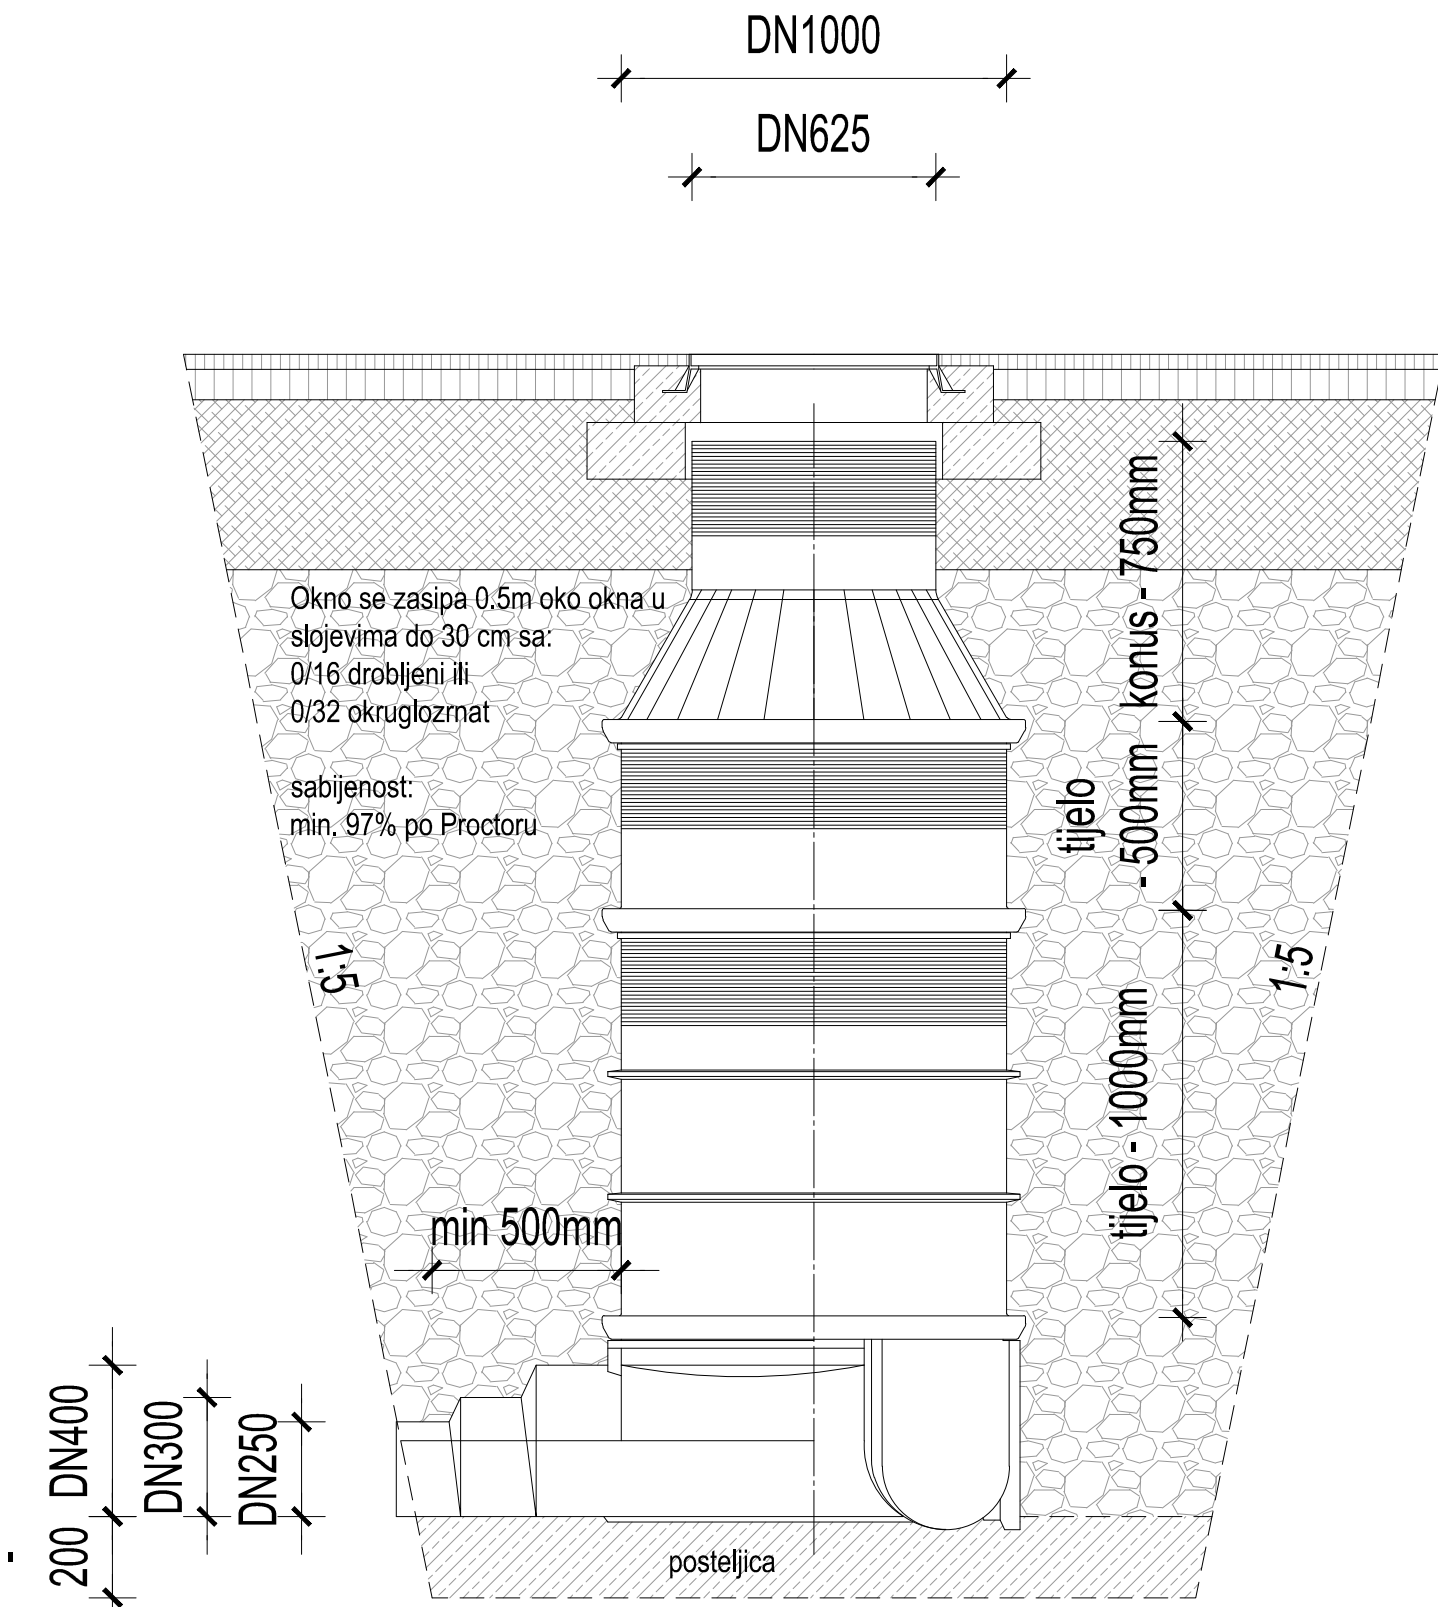 DN1000
DN625
Okno se zasipa 0.5m oko okna u
slojevima do 30 cm sa:
0/16 drobljeni ili
0/32 okruglozrnat
sabijenost:
min. 97% po Proctoru
konus - 750mm
tijelo
- 500mm
tijelo - 1000mm
1:5
1:5
min 500mm
DN400
DN300
DN250
200
-
posteljica